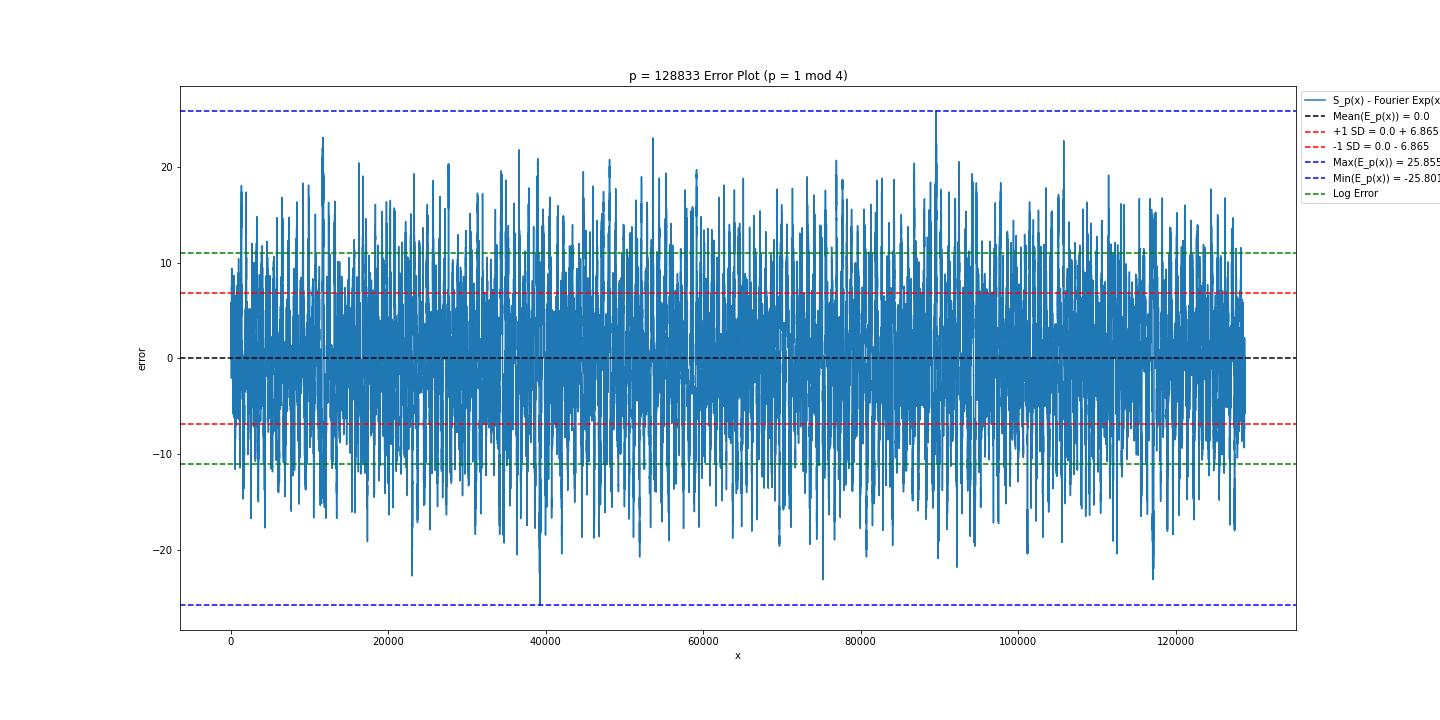 p = 128833 Error Plot (p = 1 mod 4)
S_p(x) - Fourier Exp(x
Mean(E_p(x)) = 0.0
+1 SD = 0.0 + 6.865
-1 SD = 0.0 - 6.865
Max(E_p(x)) = 25.855
Min(E_p(x)) = -25.801
Log Error
20
10
0
−10
−20
error
0 20000 40000 60000 80000 100000 120000
x